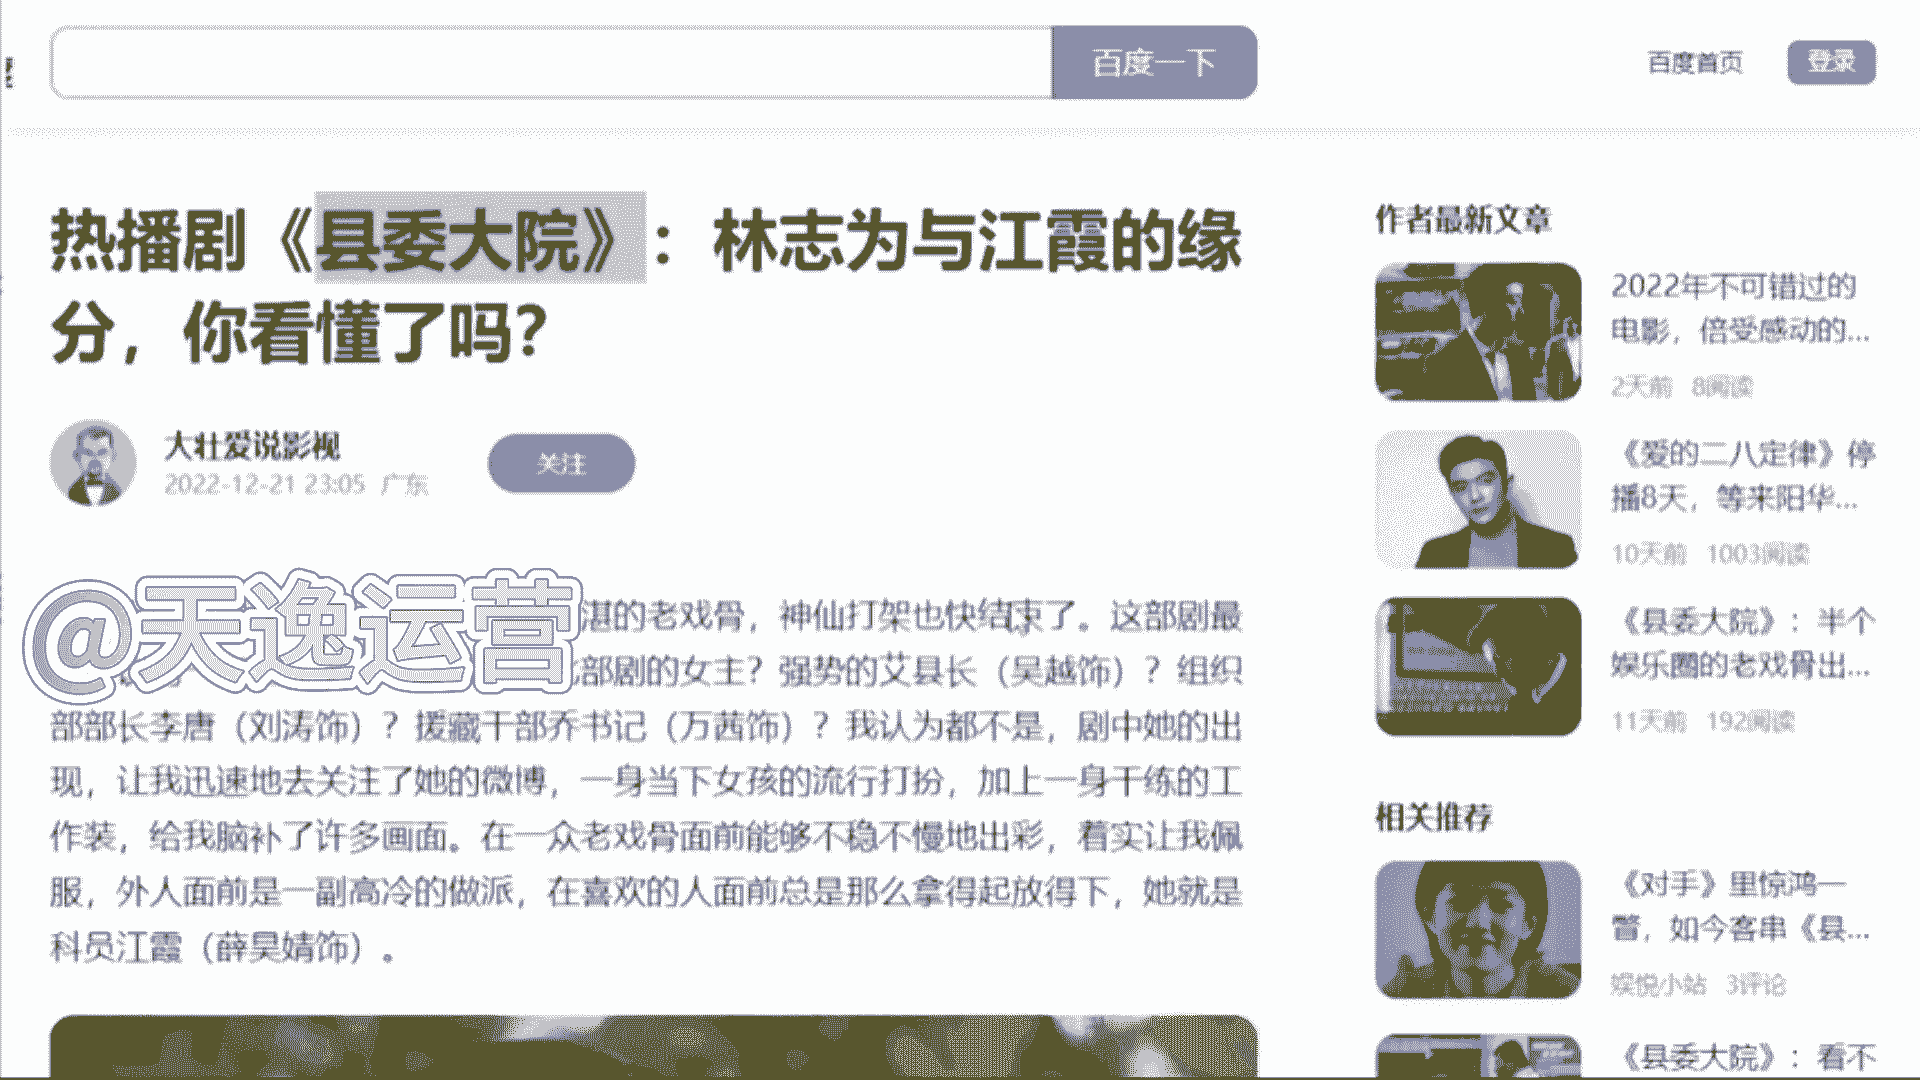 百度一下
百度首页
登录
热播剧《县委大院》：林志为与江霞的缘
分，你看懂了吗？
大壮爱说影视
2022-12-21 23:05 广东
关注
@天逸运营
湛的老戏骨，神仙打架也快结束了。这部剧最
部剧的女主？强势的艾县长（吴越饰）？组织
部部长李唐（刘涛饰）？援藏干部乔书记（万茜饰）？我认为都不是，剧中她的出
现，让我迅速地去关注了她的微博，一身当下女孩的流行打扮，加上一身干练的工
作装，给我脑补了许多画面。在一众老戏骨面前能够不稳不慢地出彩，着实让我佩
服，外人面前是一副高冷的做派，在喜欢的人面前总是那么拿得起放得下，她就是
科员江霞（薛昊婧饰）。
作者最新文章
2022年不可错过的
电影，倍受感动的...
2天前 8阅读
《爱的二八定律》停
播8天，等来阳华...
10天前 1003阅读
《县委大院》：半个
娱乐圈的老戏骨出...
11天前 192阅读
相关推荐
《对手》里惊鸿一
瞥，如今客串《县...
娱悦小站 3评论
《县委大院》：看不